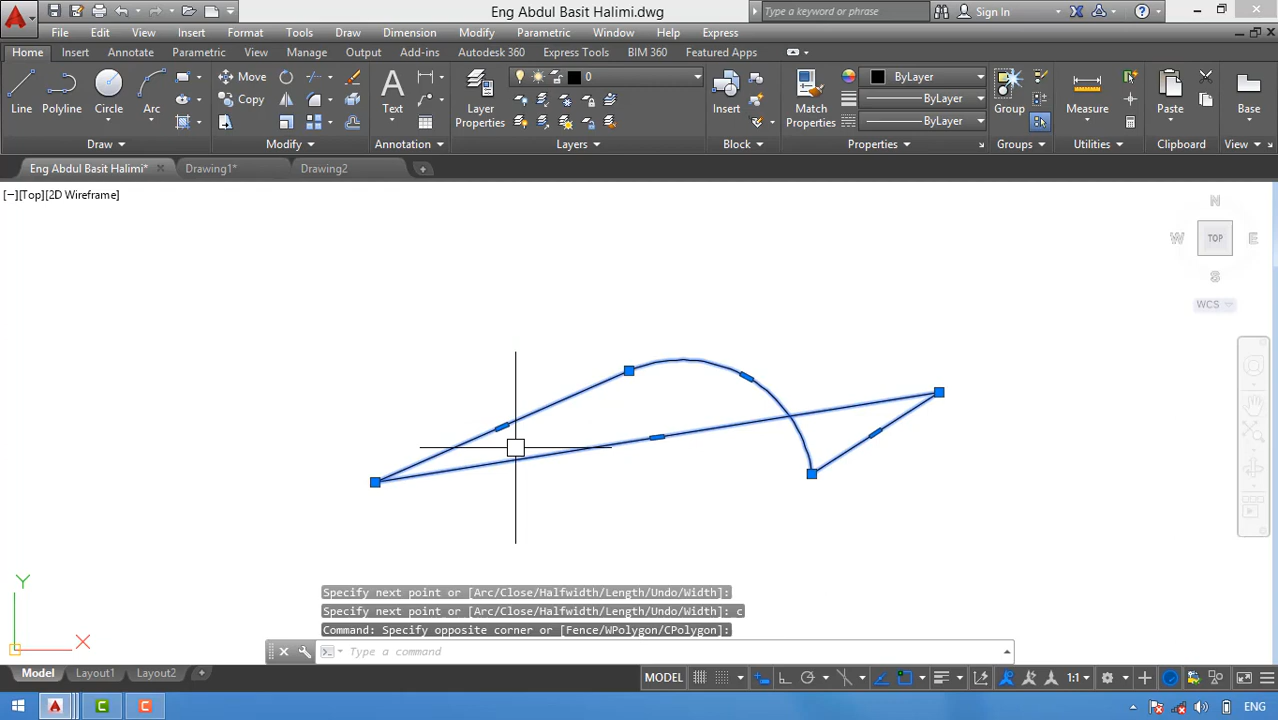 Eng Abdul Basit Halimi.dwg
Type a keyword or phrase
Sign In
File Edit View Insert Format Tools Draw Dimension Modify Parametric Window Help Express
Home Insert Annotate Parametric View Manage Output Add-ins Autodesk 360 Express Tools BIM 360 Featured Apps
Line Polyline Circle Arc
Move
Copy
Text
Layer Properties
0
Insert
Match Properties
ByLayer
ByLayer
ByLayer
Group
Measure
Paste
Base
Draw Modify Annotation Layers Block Properties Groups Utilities Clipboard View
Eng Abdul Basit Halimi* Drawing1* Drawing2
[−][Top][2D Wireframe]
N
W TOP E
S
WCS
Y
X
Specify next point or [Arc/Close/Halfwidth/Length/Undo/Width]:
Specify next point or [Arc/Close/Halfwidth/Length/Undo/Width]: c
Command: Specify opposite corner or [Fence/WPolygon/CPolygon]:
Type a command
Model Layout1 Layout2
MODEL
1:1
ENG